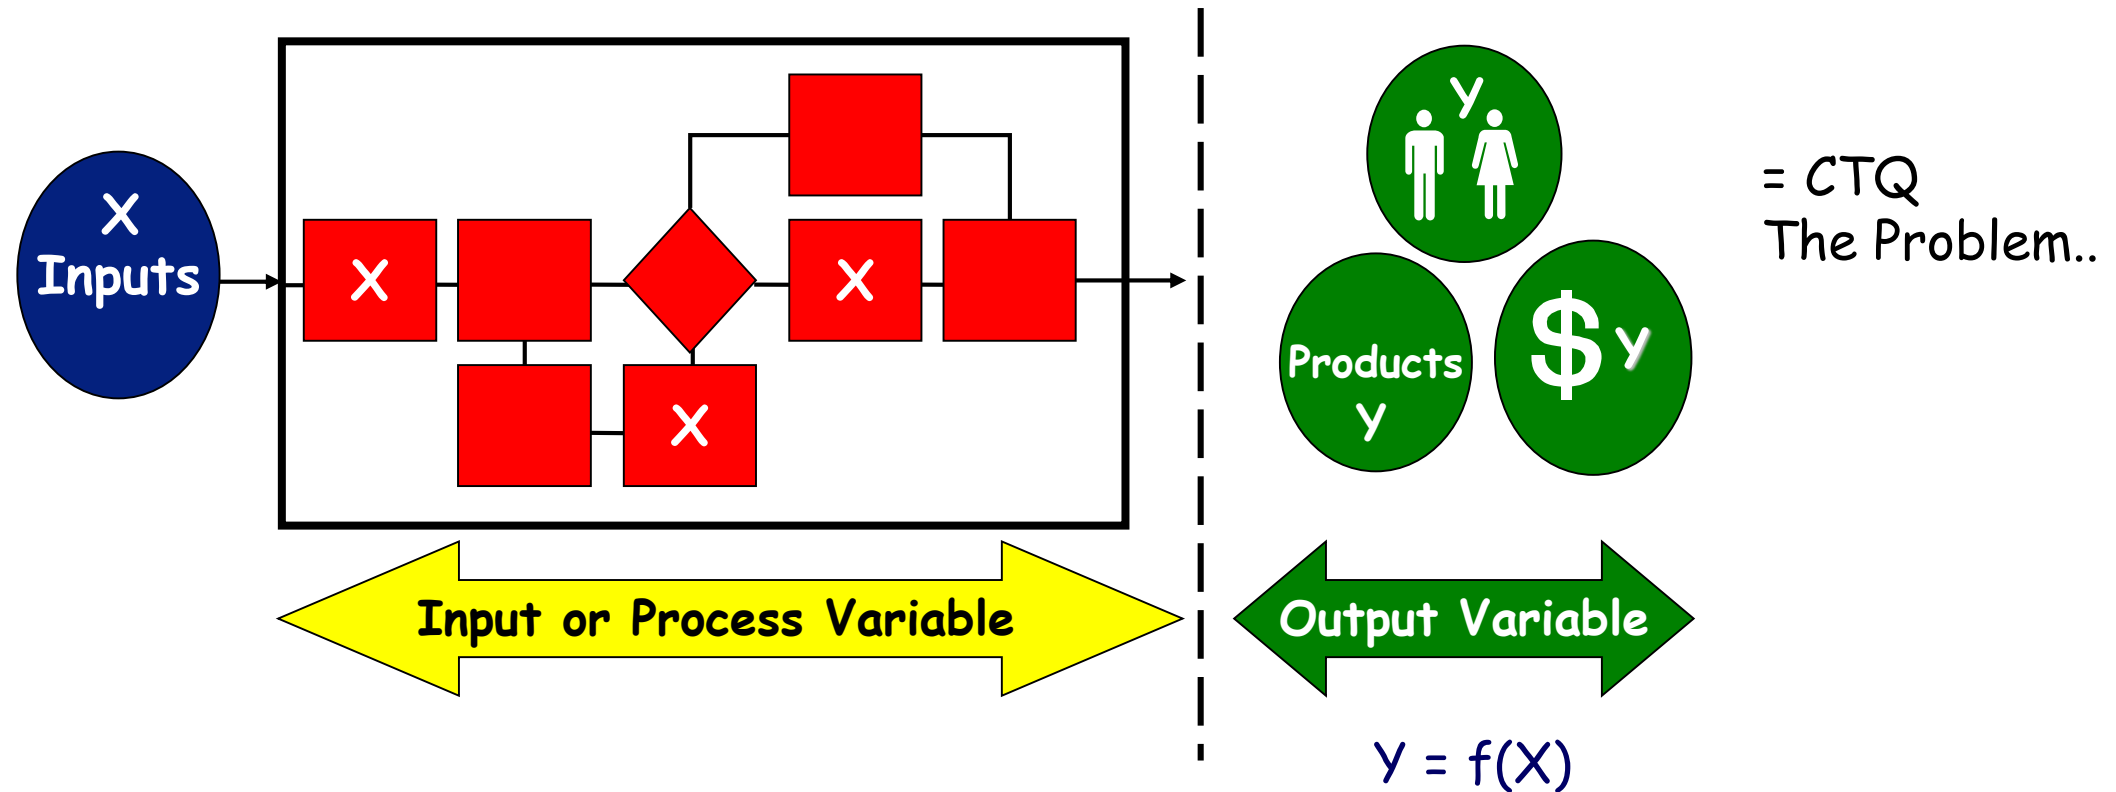 X
Inputs
X
X
X
Y
Products
Y
$ Y
= CTQ
The Problem..
Input or Process Variable
Output Variable
Y = f(X)